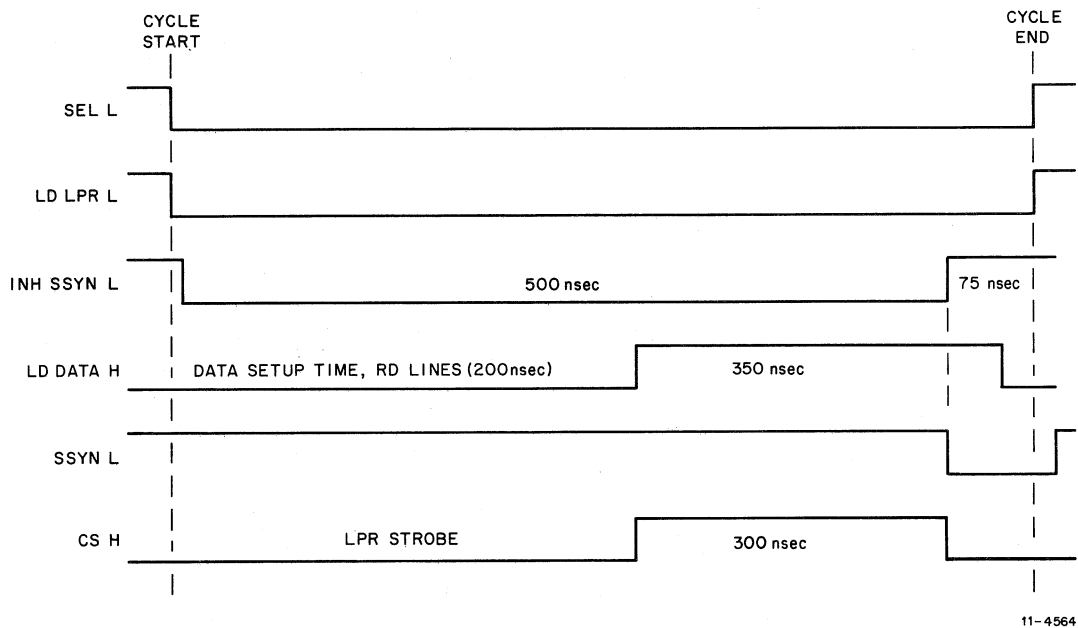 CYCLE
START
CYCLE
END
SEL L
LD LPR L
INH SSYN L
500 nsec
75 nsec
LD DATA H
DATA SETUP TIME, RD LINES (200nsec)
350 nsec
SSYN L
CS H
LPR STROBE
300 nsec
11-4564